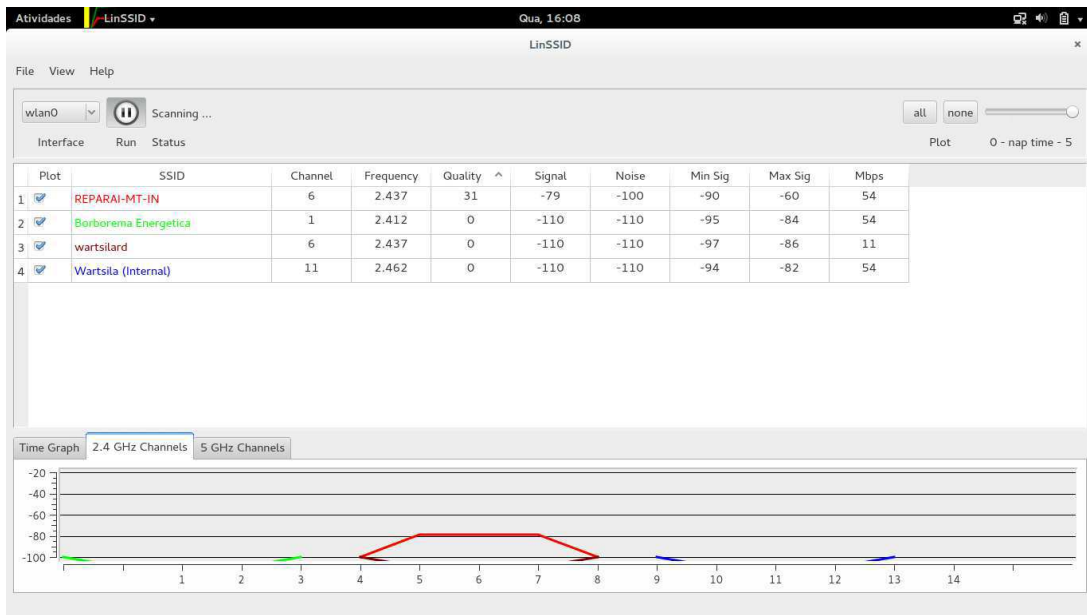 Atividades LinSSID Qua, 16:08
LinSSID
File View Help
wlan0 Scanning ... all none
Interface Run Status Plot 0 - nap time - 5
Plot SSID Channel Frequency Quality Signal Noise Min Sig Max Sig Mbps
1 REPARAI-MT-IN 6 2.437 31 -79 -100 -90 -60 54
2 Borborema Energetica 1 2.412 0 -110 -110 -95 -84 54
3 wartsilard 6 2.437 0 -110 -110 -97 -86 11
4 Wartsila (Internal) 11 2.462 0 -110 -110 -94 -82 54
Time Graph 2.4 GHz Channels 5 GHz Channels
-20
-40
-60
-80
-100
1 2 3 4 5 6 7 8 9 10 11 12 13 14